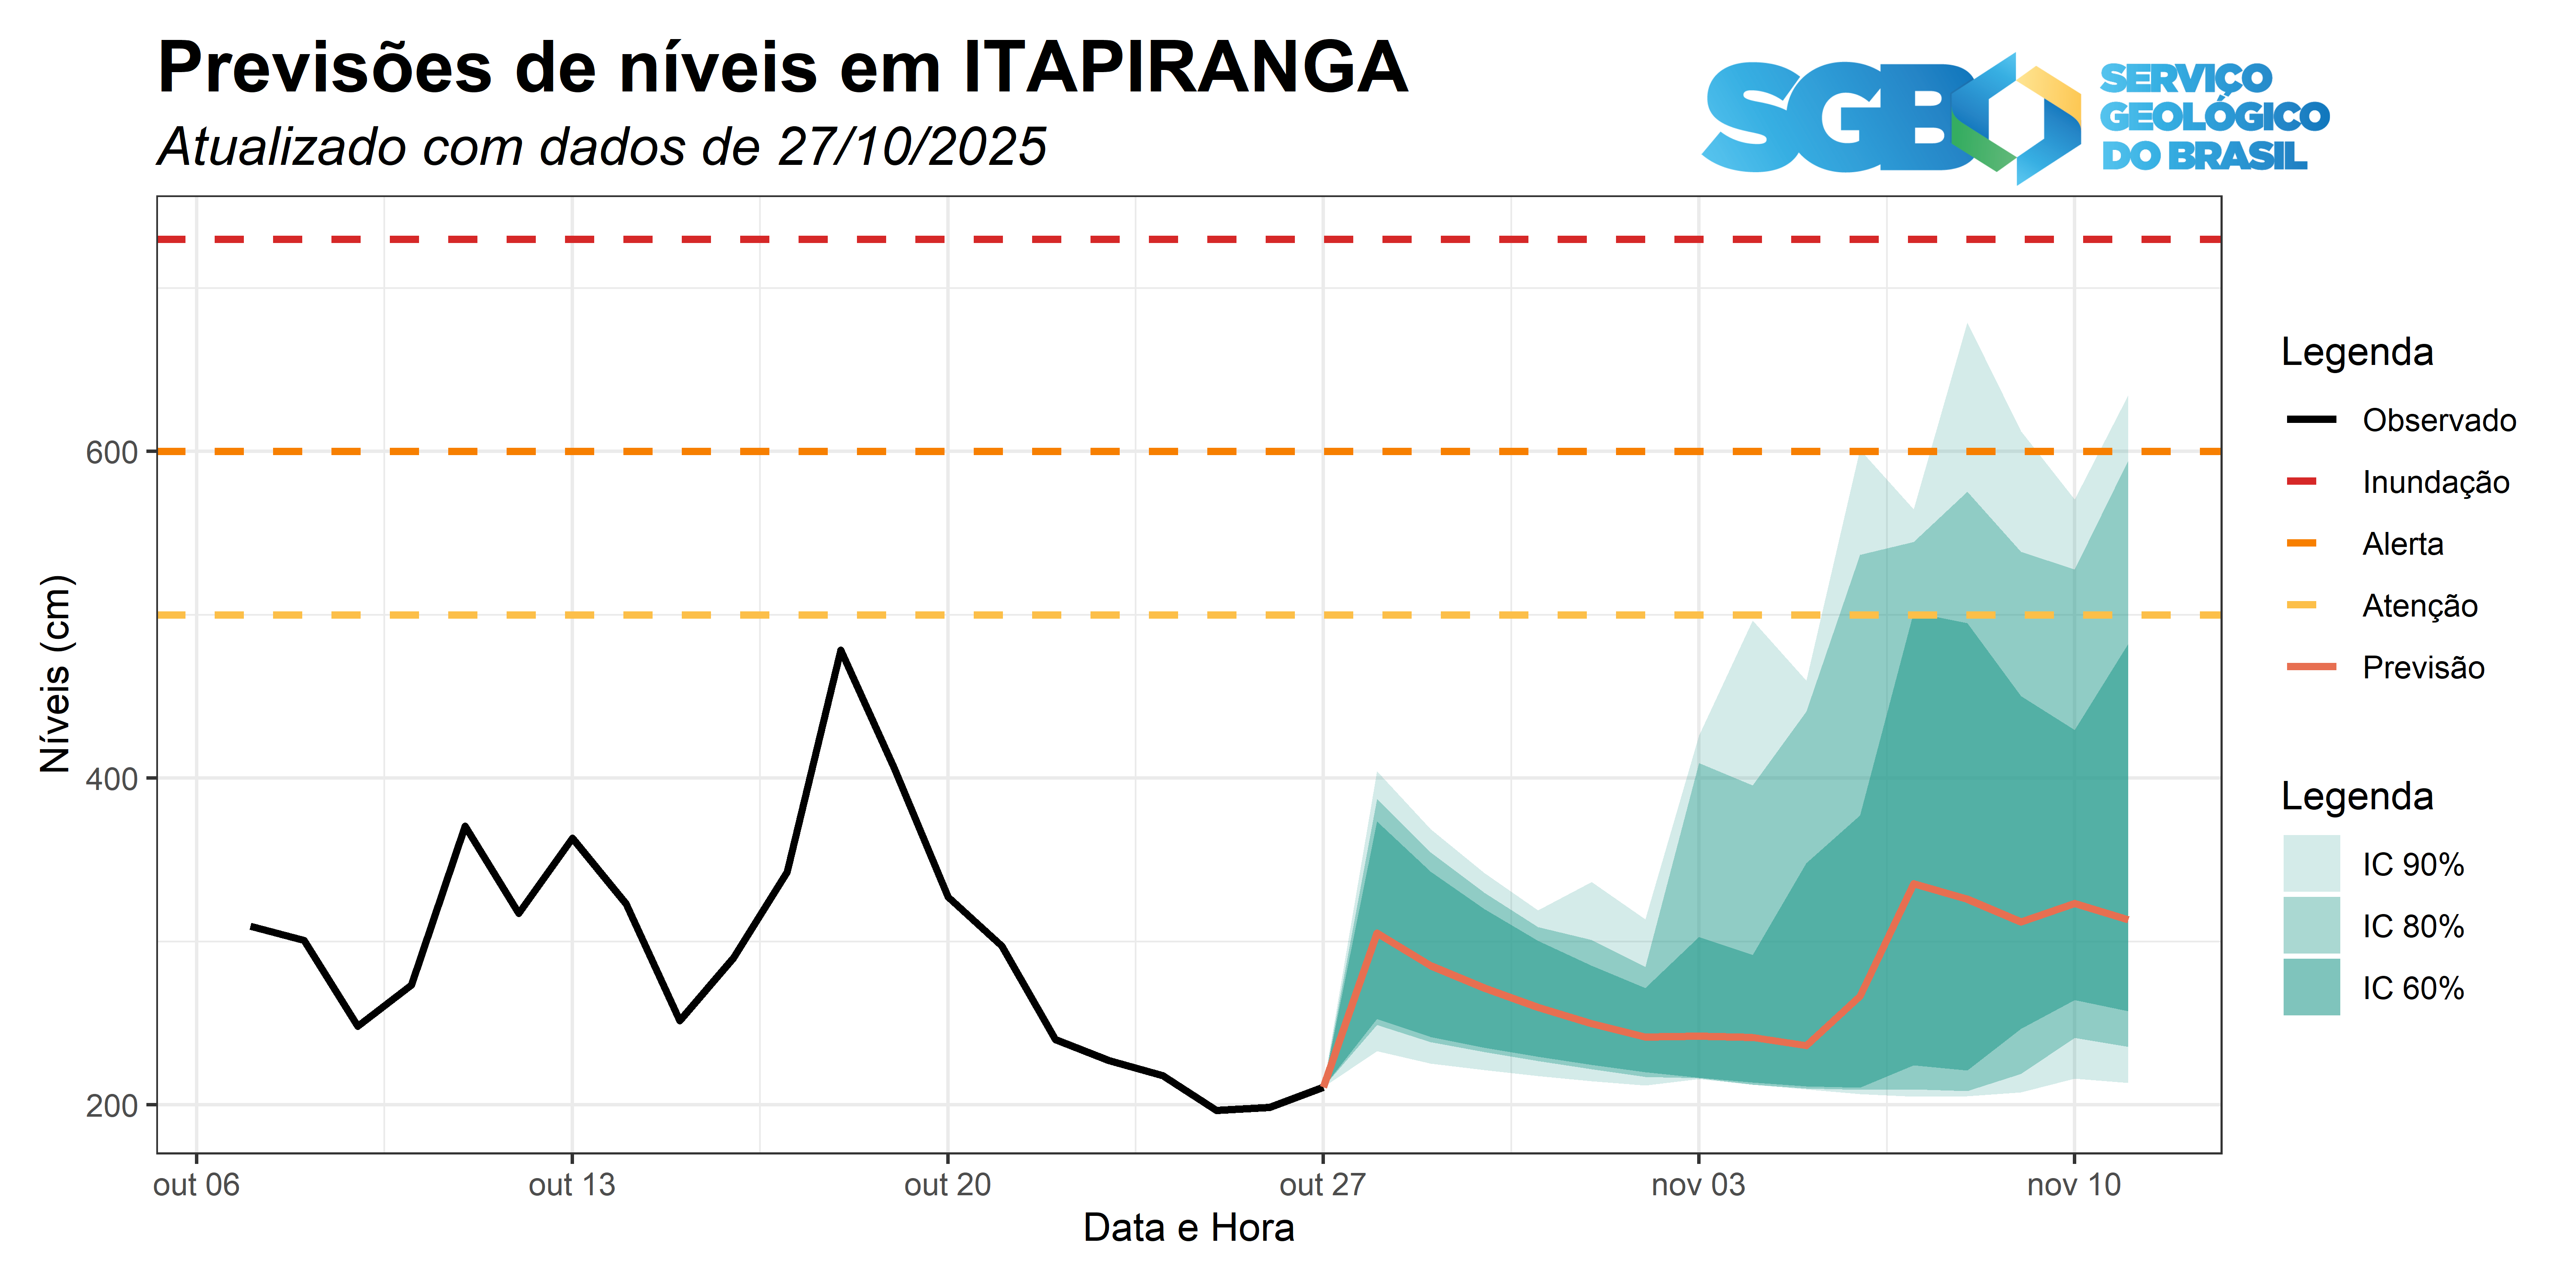 Previsões de níveis em ITAPIRANGA
Atualizado com dados de 27/10/2025
SGB
SERVIÇO
GEOLÓGICO
DO BRASIL
Níveis (cm)
600
400
200
out 06
out 13
out 20
out 27
nov 03
nov 10
Data e Hora
Legenda
Observado
Inundação
Alerta
Atenção
Previsão
Legenda
IC 90%
IC 80%
IC 60%